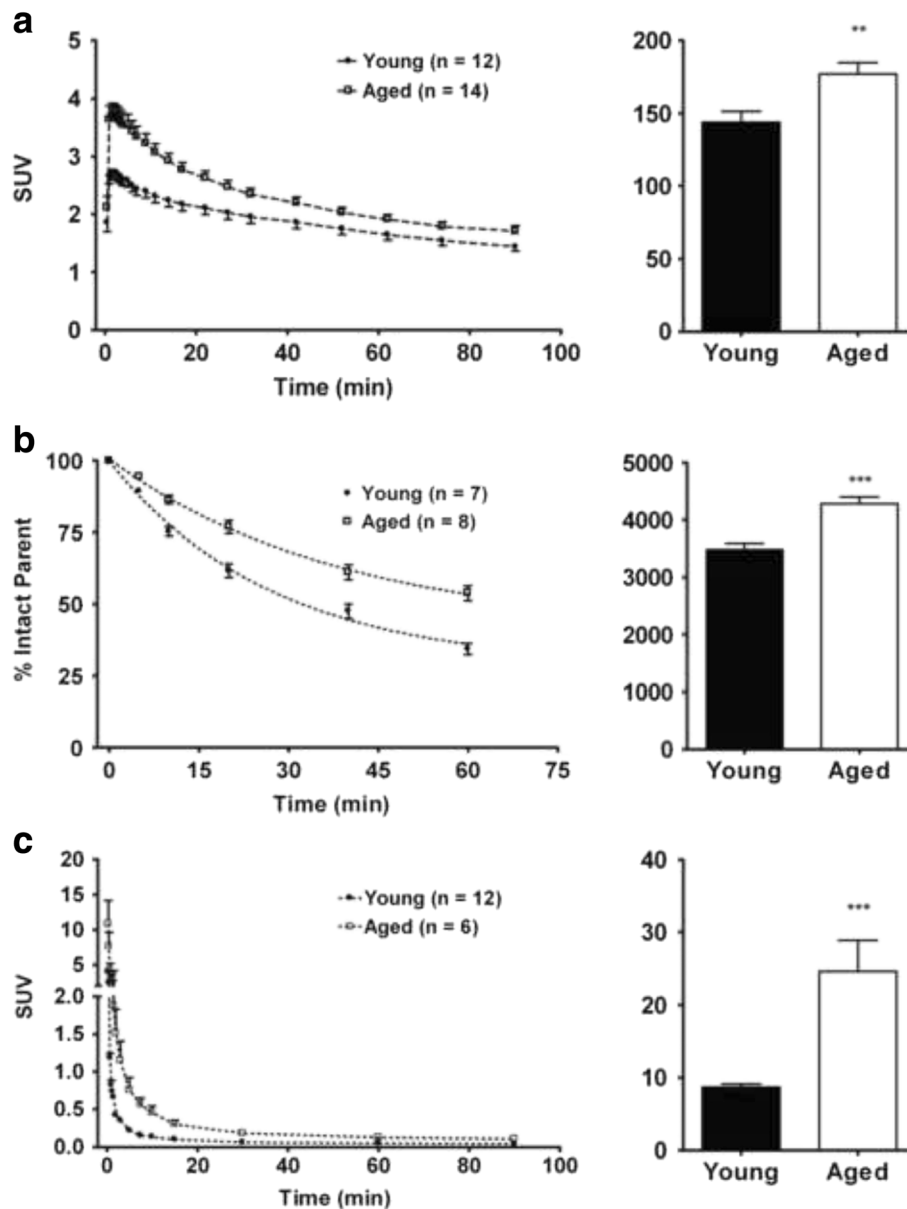 a
5
4
3
2
1
0
SUV
Young (n = 12)
Aged (n = 14)
0 20 40 60 80 100
Time (min)
200
150
100
50
0
**
Young Aged
b
100
75
50
25
0
% Intact Parent
Young (n = 7)
Aged (n = 8)
0 15 30 45 60 75
Time (min)
5000
4000
3000
2000
1000
0
***
Young Aged
c
20
15
10
5
2.0
1.5
1.0
0.5
0.0
SUV
Young (n = 12)
Aged (n = 6)
0 20 40 60 80 100
Time (min)
40
30
20
10
0
***
Young Aged